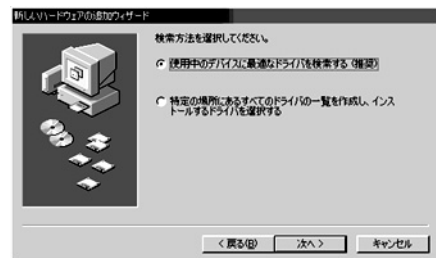 新しいハードウェアの追加ウィザード
検索方法を選択してください。
使用中のデバイスに最適なドライバを検索する (推奨)
特定の場所にあるすべてのドライバの一覧を作成し、インス
トールするドライバを選択する
< 戻る(B)
次へ >
キャンセル